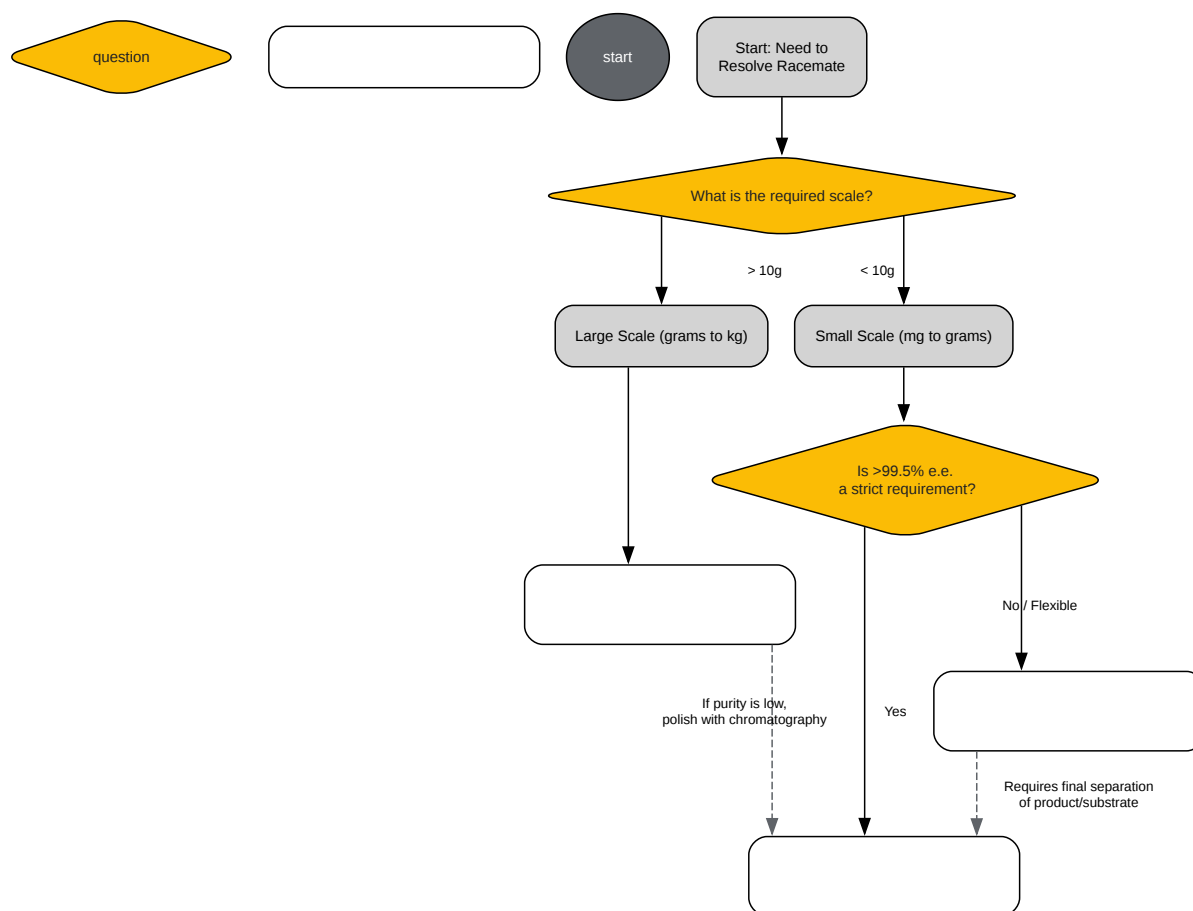 question
start
Start: Need to
Resolve Racemate
What is the required scale?
> 10g
< 10g
Large Scale (grams to kg)
Small Scale (mg to grams)
Is >99.5% e.e.
a strict requirement?
No / Flexible
If purity is low,
polish with chromatography
Yes
Requires final separation
of product/substrate